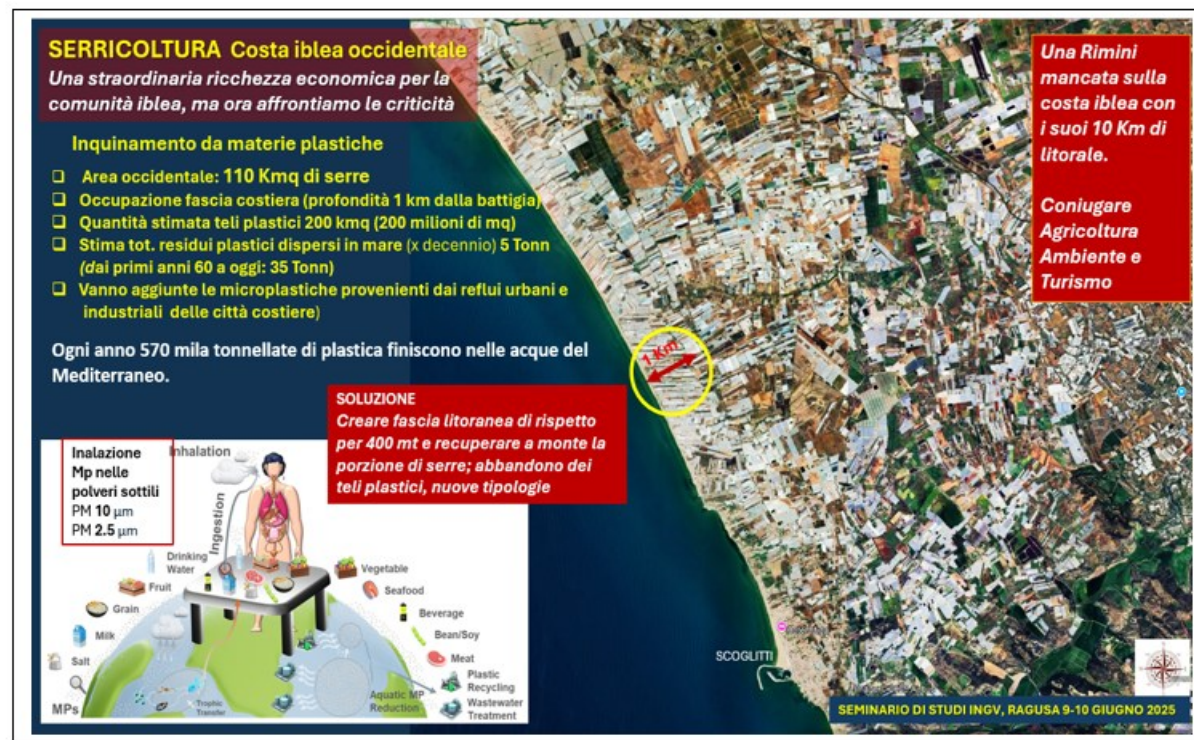 SERRICOLTURA Costa iblea occidentale
Una straordinaria ricchezza economica per la
comunità iblea, ma ora affrontiamo le criticità
Inquinamento da materie plastiche
❑ Area occidentale: 110 Kmq di serre
❑ Occupazione fascia costiera (profondità 1 km dalla battigia)
❑ Quantità stimata teli plastici 200 kmq (200 milioni di mq)
❑ Stima tot. residui plastici dispersi in mare (x decennio) 5 Tonn
(dai primi anni 60 a oggi: 35 Tonn)
❑ Vanno aggiunte le microplastiche provenienti dai reflui urbani e
industriali delle città costiere)
Ogni anno 570 mila tonnellate di plastica finiscono nelle acque del
Mediterraneo.
Una Rimini
mancata sulla
costa iblea con
i suoi 10 Km di
litorale.
Coniugare
Agricoltura
Ambiente e
Turismo
1 Km
SOLUZIONE
Creare fascia litoranea di rispetto
per 400 mt e recuperare a monte la
porzione di serre; abbandono dei
teli plastici, nuove tipologie
Inalazione
Mp nelle
polveri sottili
PM 10 µm
PM 2.5 µm
Inhalation
Ingestion
Drinking
Water
Fruit
Grain
Milk
Salt
MPs
Vegetable
Seafood
Beverage
Bean/Soy
Meat
Plastic
Recycling
Wastewater
Treatment
Aquatic MP
Reduction
Trophic
Transfer
SCOGLITTI
SEMINARIO DI STUDI INGV, RAGUSA 9-10 GIUGNO 2025